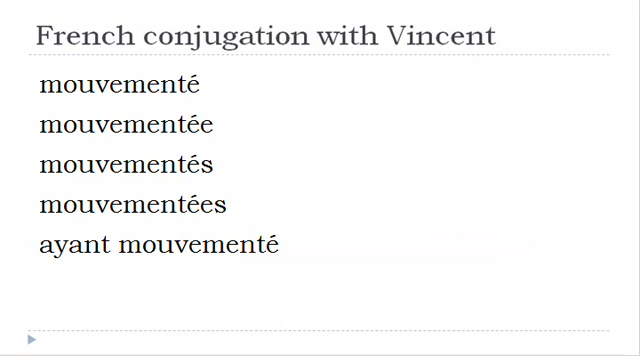 French conjugation with Vincent
mouvementé
mouvementée
mouvementés
mouvementées
ayant mouvementé